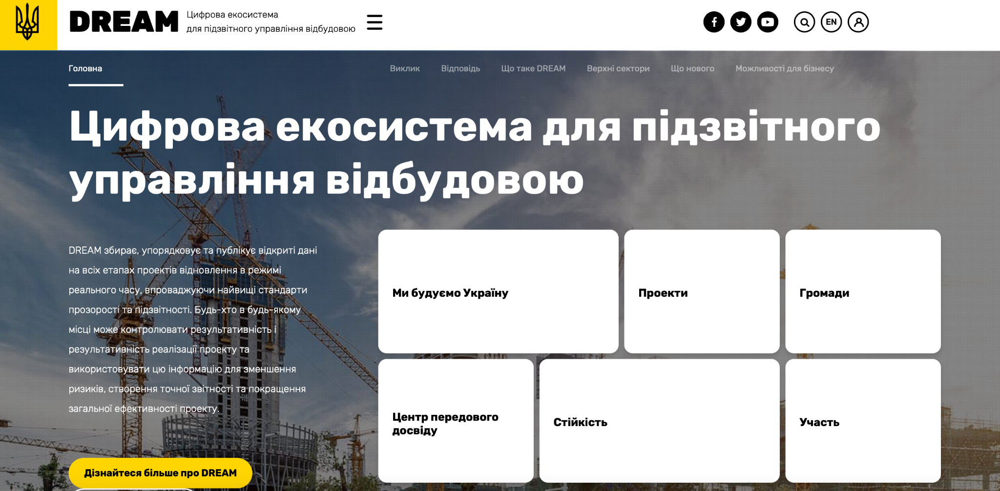 DREAM
Цифрова екосистема
для підзвітного управління відбудовою
EN
Головна
Виклик
Відповідь
Що таке DREAM
Верхні сектори
Що нового
Можливості для бізнесу
Цифрова екосистема для підзвітного
управління відбудовою
DREAM збирає, упорядковує та публікує відкриті дані
на всіх етапах проектів відновлення в режимі
реального часу, впроваджуючи найвищі стандарти
прозорості та підзвітності. Будь-хто в будь-якому
місці може контролювати результативність і
результативність реалізації проекту та
використовувати цю інформацію для зменшення
ризиків, створення точної звітності та покращення
загальної ефективності проекту.
Дізнайтеся більше про DREAM
Ми будуємо Україну
Проекти
Громади
Центр передового
досвіду
Стійкість
Участь